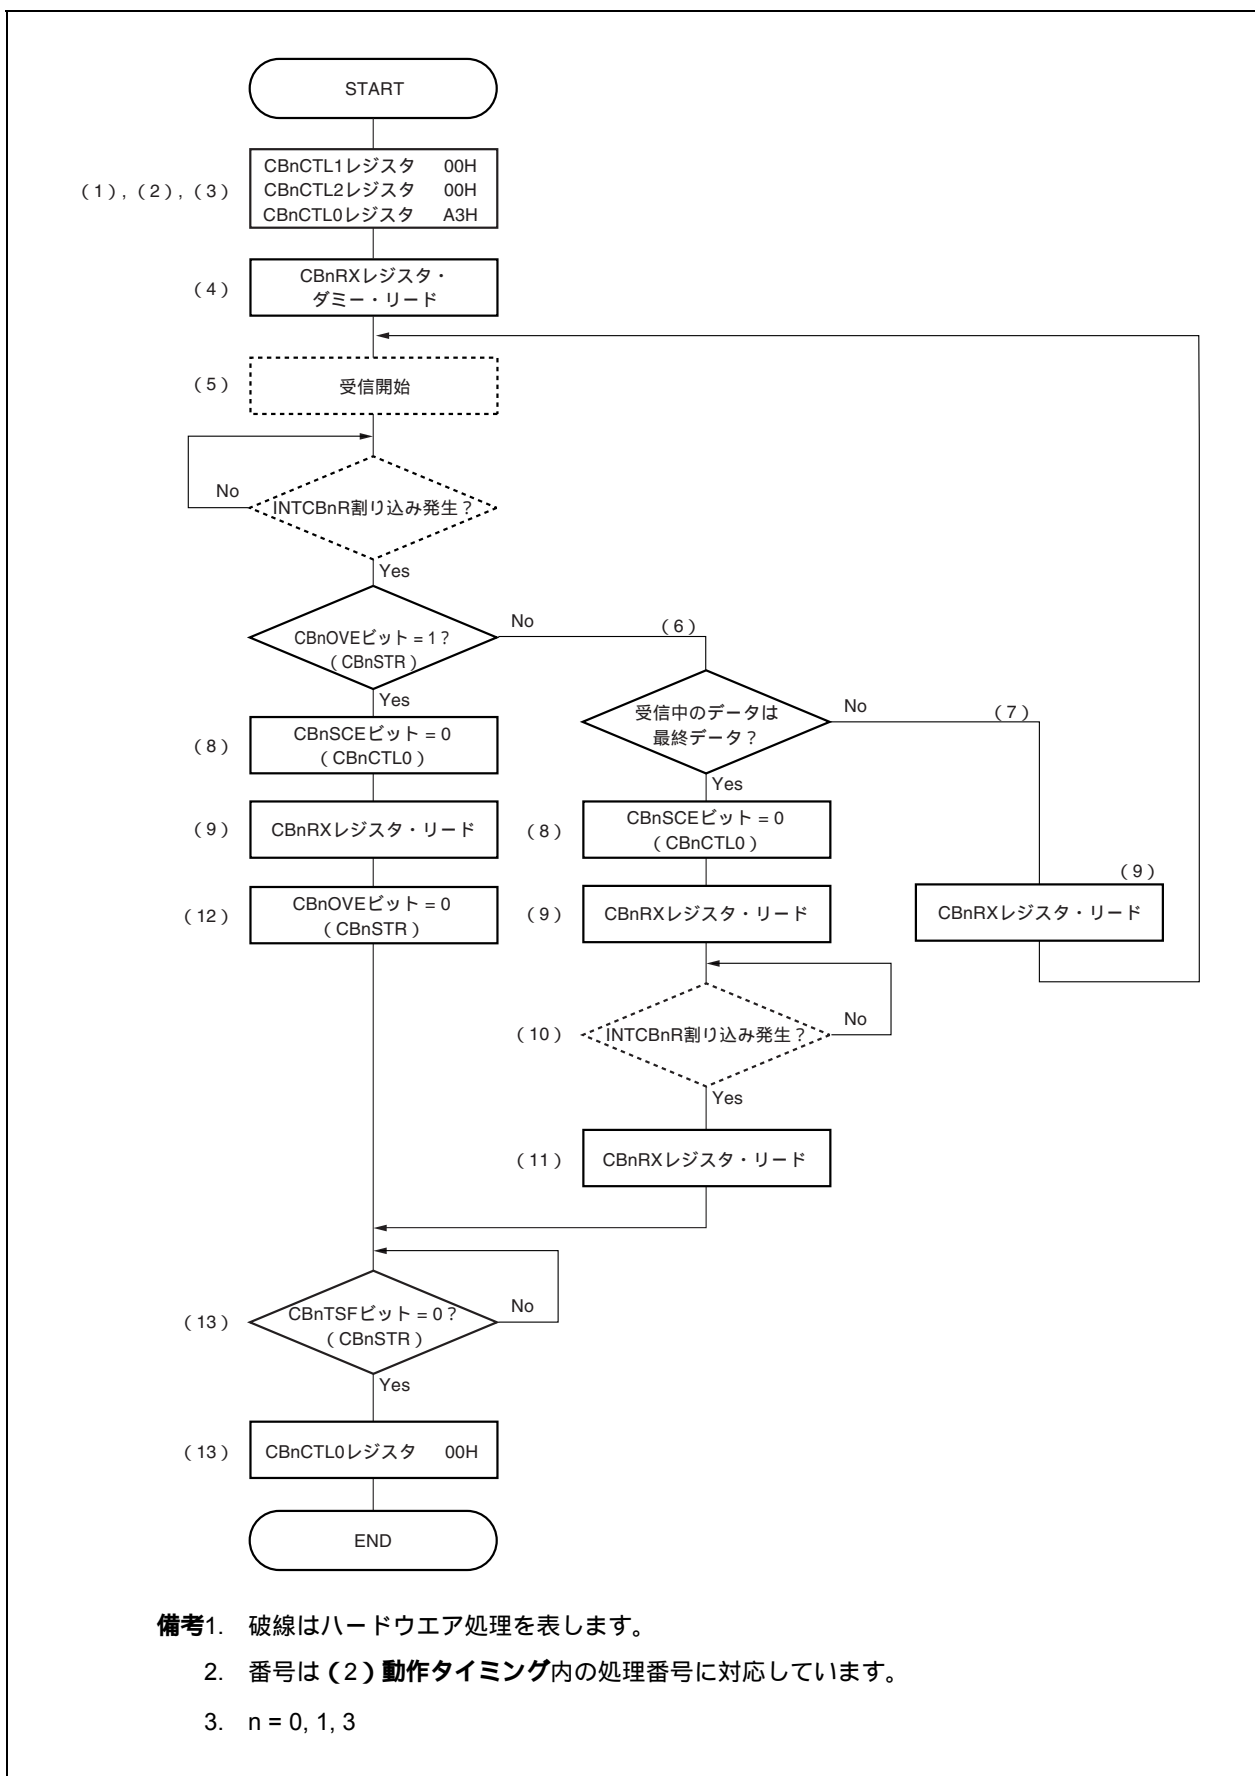 START
(1),(2),(3)
CBnCTL1レジスタ 00H
CBnCTL2レジスタ 00H
CBnCTL0レジスタ A3H
(4)
CBnRXレジスタ・
ダミー・リード
(5)
受信開始
No
INTCBnR割り込み発生?
Yes
CBnOVEビット = 1?
(CBnSTR)
No
(6)
Yes
受信中のデータは
最終データ?
No
(7)
Yes
(8)
CBnSCEビット = 0
(CBnCTL0)
(9)
CBnRXレジスタ・リード
(8)
CBnSCEビット = 0
(CBnCTL0)
(9)
CBnRXレジスタ・リード
(12)
CBnOVEビット = 0
(CBnSTR)
(9)
CBnRXレジスタ・リード
(10)
INTCBnR割り込み発生?
No
Yes
(11)
CBnRXレジスタ・リード
(13)
CBnTSFビット = 0?
(CBnSTR)
No
Yes
(13)
CBnCTL0レジスタ 00H
END
備考1. 破線はハードウエア処理を表します。
2. 番号は(2)動作タイミング内の処理番号に対応しています。
3. n = 0, 1, 3